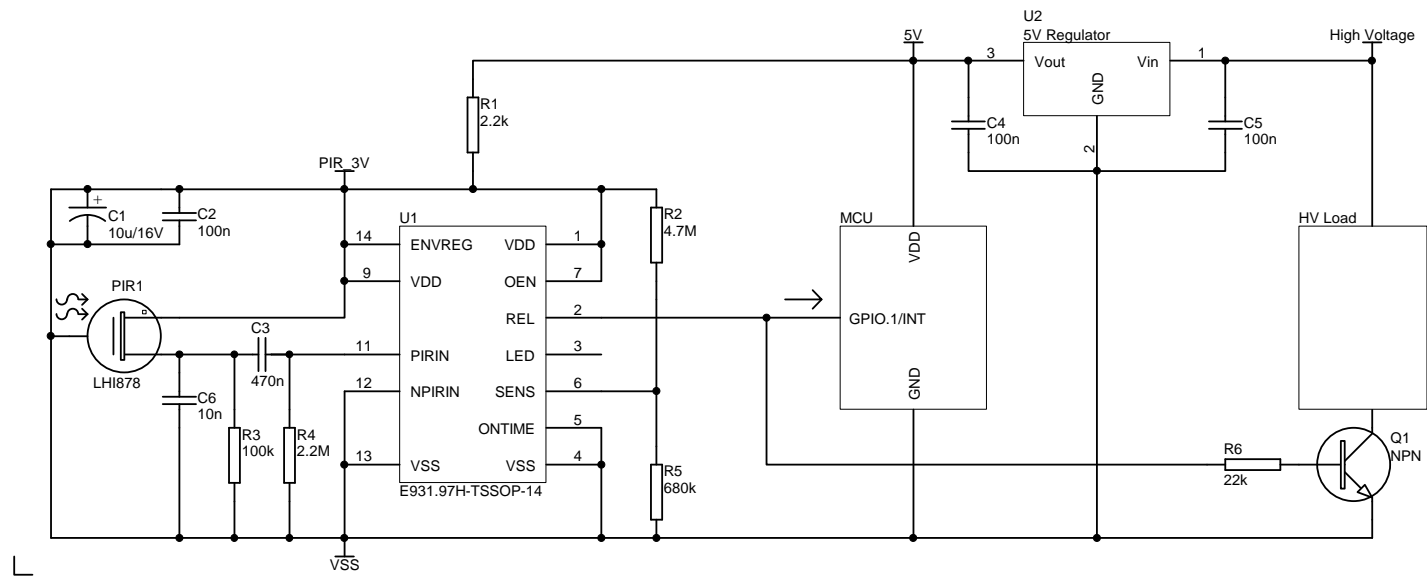 U2
5V Regulator
5V
High Voltage
3
Vout
Vin
1
GND
2
R1
2.2k
C4
100n
C5
100n
PIR_3V
+
C1
10u/16V
C2
100n
U1
R2
4.7M
MCU
HV Load
14
ENVREG
VDD
1
VDD
9
VDD
OEN
7
PIR1
REL
2
GPIO.1/INT
C3
470n
11
PIRIN
LED
3
LHI878
12
NPIRIN
SENS
6
GND
C6
10n
ONTIME
5
R3
100k
R4
2.2M
13
VSS
VSS
4
R5
680k
R6
22k
Q1
NPN
E931.97H-TSSOP-14
VSS